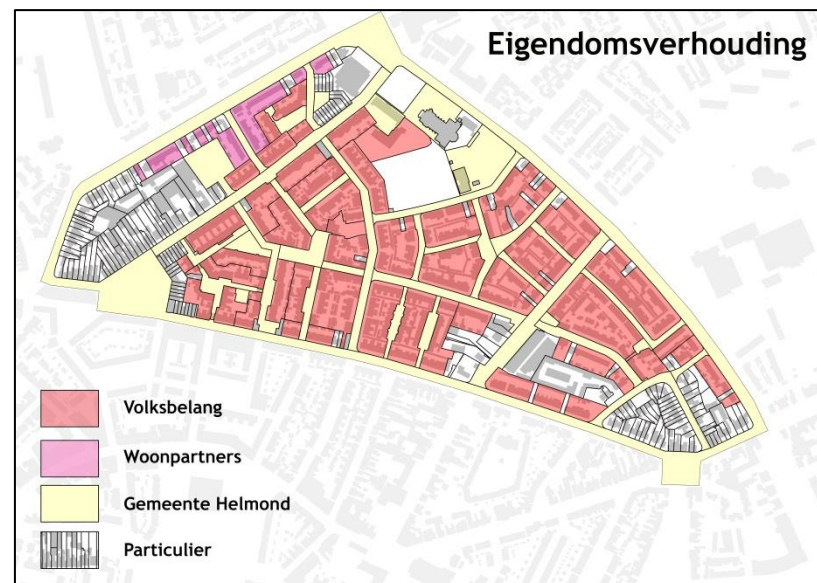 Eigendomsverhouding
Volksbelang
Woonpartners
Gemeente Helmond
Particulier